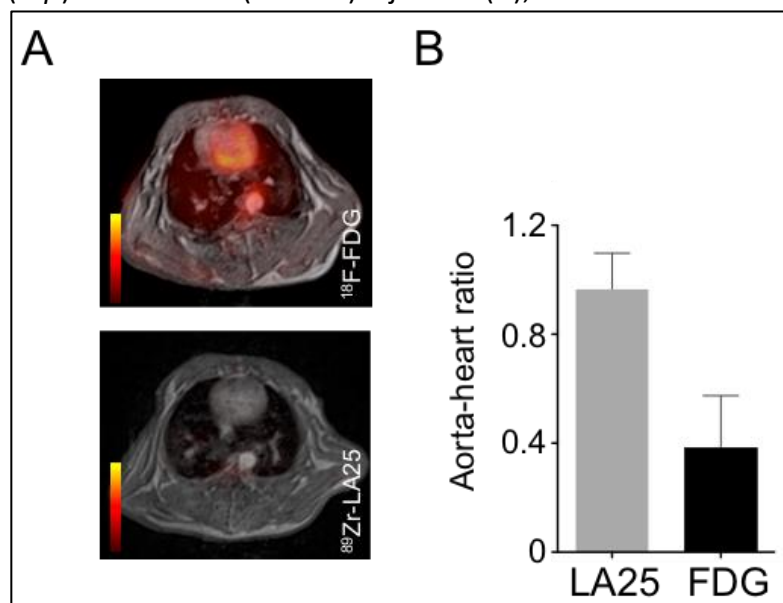 A
B
¹⁸F-FDG
⁸⁹Zr-LA25
Aorta-heart ratio
1.2
0.8
0.4
0
LA25 FDG